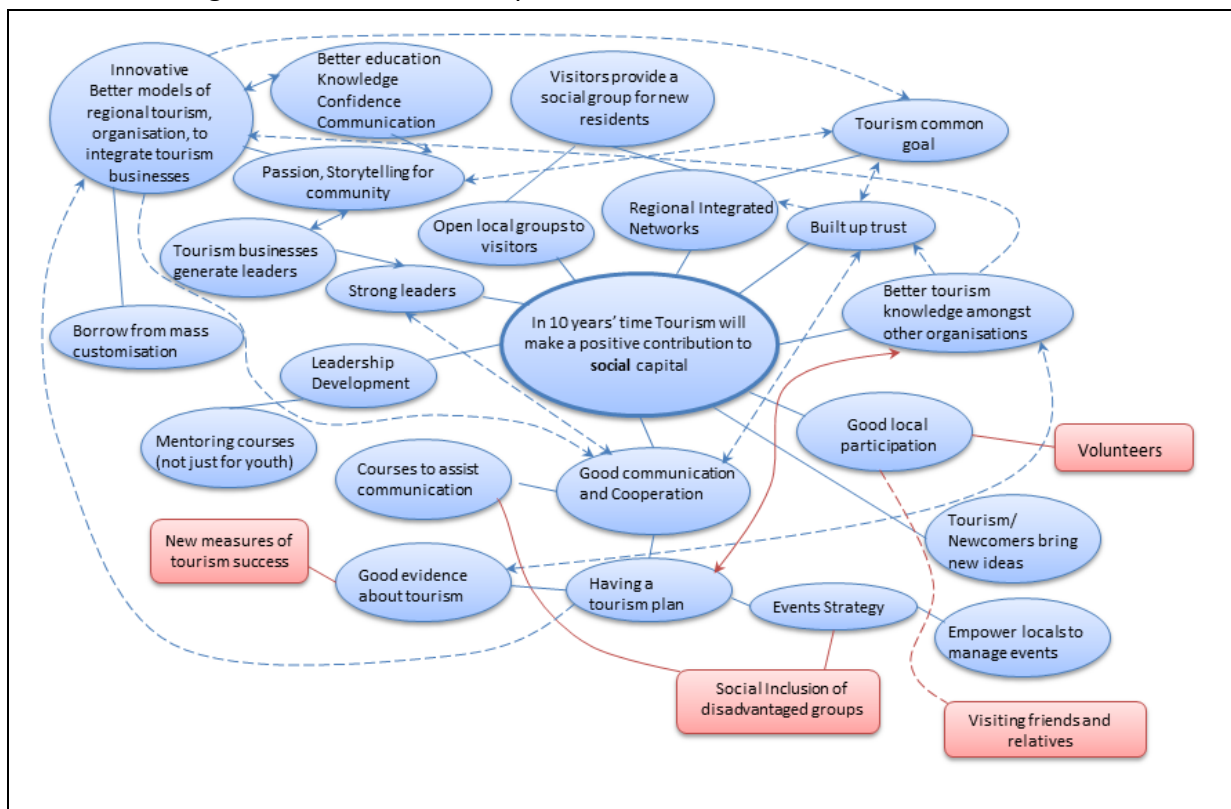 Innovative
Better models of
regional tourism,
organisation, to
integrate tourism
businesses
Better education
Knowledge
Confidence
Communication
Visitors provide a
social group for new
residents
Tourism common
goal
Passion, Storytelling for
community
Open local groups to
visitors
Regional Integrated
Networks
Built up trust
Tourism businesses
generate leaders
Strong leaders
Better tourism
knowledge amongst
other organisations
Borrow from mass
customisation
In 10 years’ time Tourism will
make a positive contribution to
social capital
Leadership
Development
Good local
participation
Volunteers
Mentoring courses
(not just for youth)
Courses to assist
communication
Good communication
and Cooperation
Tourism/
Newcomers bring
new ideas
New measures of
tourism success
Good evidence
about tourism
Having a
tourism plan
Events Strategy
Empower locals to
manage events
Social Inclusion of
disadvantaged groups
Visiting friends and
relatives